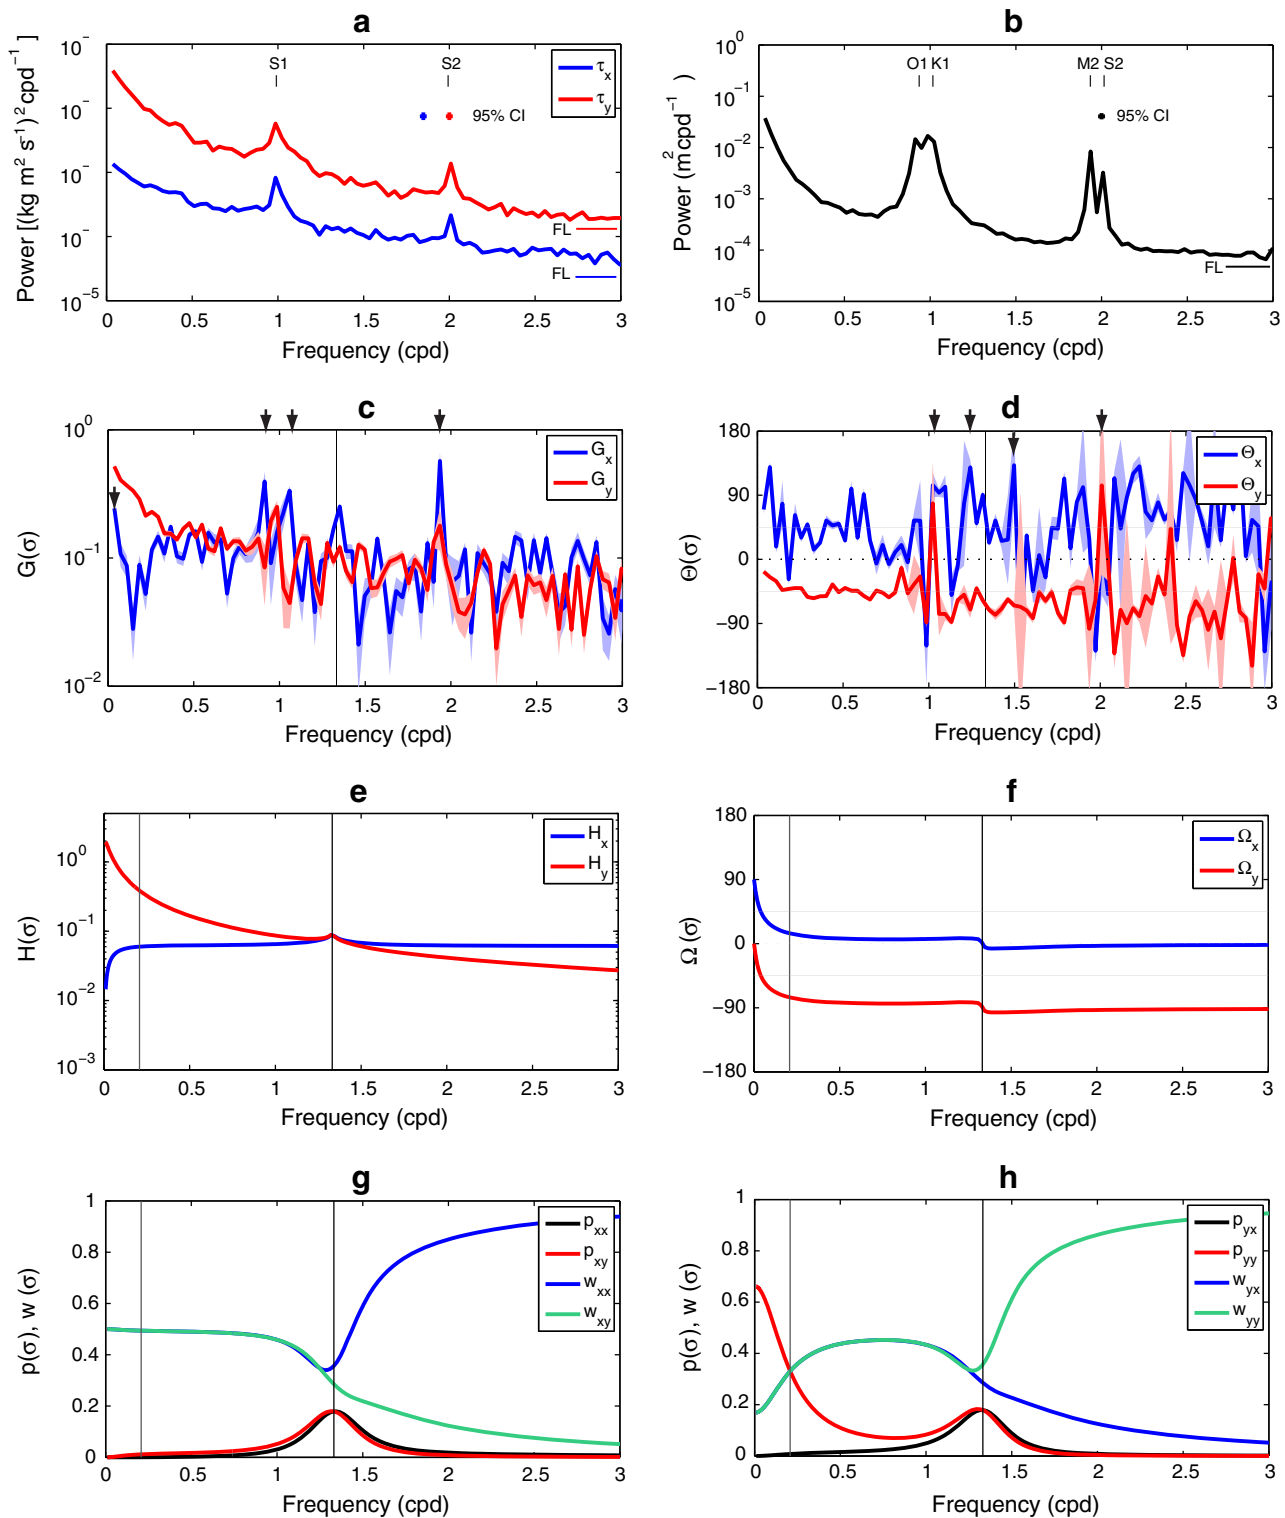 a
10⁻
10⁻
10⁻
10⁻
10⁻⁵
Power [(kg m² s⁻¹)² cpd⁻¹ ]
S1
S2
τx
τy
95% CI
FL
FL
0 0.5 1 1.5 2 2.5 3
Frequency (cpd)
b
10⁰
10⁻¹
10⁻²
10⁻³
10⁻⁴
10⁻⁵
Power (m² cpd⁻¹ )
O1 K1
M2 S2
95% CI
FL
0 0.5 1 1.5 2 2.5 3
Frequency (cpd)
c
10⁰
10⁻¹
10⁻²
G(σ)
Gx
Gy
0 0.5 1 1.5 2 2.5 3
Frequency (cpd)
d
180
90
0
−90
−180
Θ(σ)
Θx
Θy
0 0.5 1 1.5 2 2.5 3
Frequency (cpd)
e
10⁰
10⁻¹
10⁻²
10⁻³
H(σ)
Hx
Hy
0 0.5 1 1.5 2 2.5 3
Frequency (cpd)
f
180
90
0
−90
−180
Ω (σ)
Ωx
Ωy
0 0.5 1 1.5 2 2.5 3
Frequency (cpd)
g
1
0.8
0.6
0.4
0.2
0
p(σ), w (σ)
pxx
pxy
wxx
wxy
0 0.5 1 1.5 2 2.5 3
Frequency (cpd)
h
1
0.8
0.6
0.4
0.2
0
p(σ), w (σ)
pyx
pyy
wyx
wyy
0 0.5 1 1.5 2 2.5 3
Frequency (cpd)